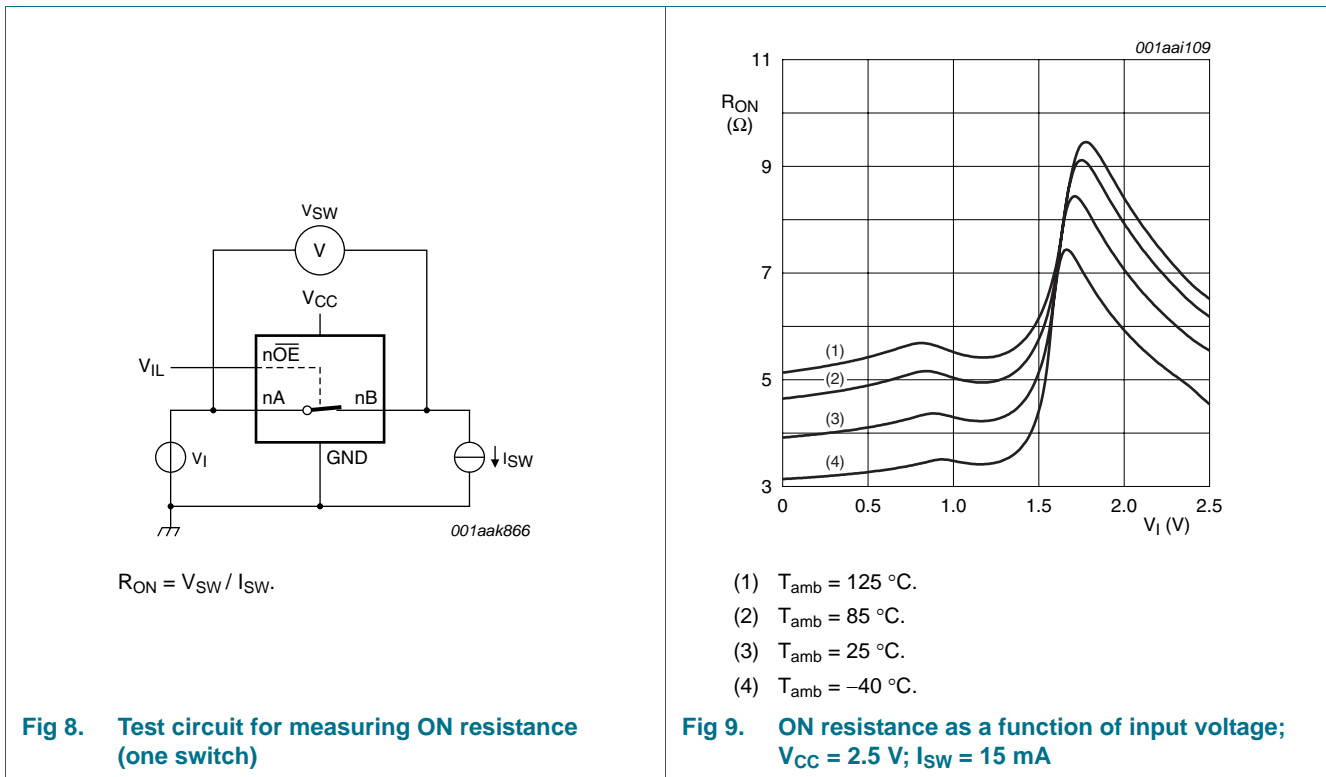 V_SW
V
V_CC
V_IL
nOE
nA
nB
V_I
GND
I_SW
001aak866
R_ON = V_SW / I_SW.
Fig 8. Test circuit for measuring ON resistance
(one switch)
001aai109
11
R_ON
(Ω)
9
7
5
3
(1)
(2)
(3)
(4)
0 0.5 1.0 1.5 2.0 2.5
V_I (V)
(1) T_amb = 125 °C.
(2) T_amb = 85 °C.
(3) T_amb = 25 °C.
(4) T_amb = −40 °C.
Fig 9. ON resistance as a function of input voltage;
V_CC = 2.5 V; I_SW = 15 mA